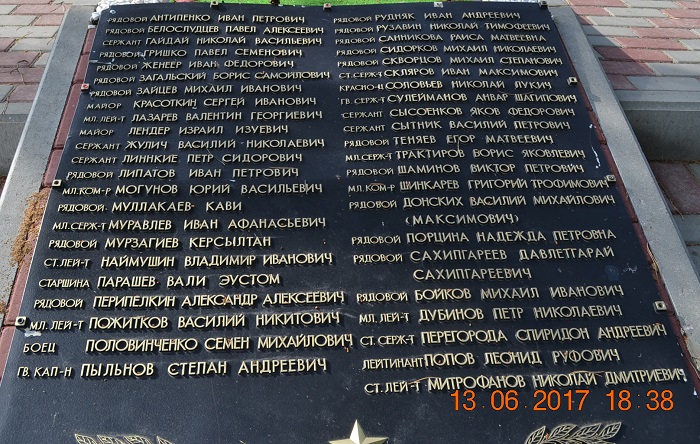 РЯДОВОЙ АНТИПЕНКО ИВАН ПЕТРОВИЧ
РЯДОВОЙ БЕЛОСЛУДЦЕВ ПАВЕЛ АЛЕКСЕЕВИЧ
СЕРЖАНТ ГАЙДАЙ НИКОЛАЙ ВАСИЛЬЕВИЧ
РЯДОВОЙ ГРИШКО ПАВЕЛ СЕМЕНОВИЧ
РЯДОВОЙ ЖЕНЕЕР ИВАН ФЕДОРОВИЧ
РЯДОВОЙ ЗАГАЛЬСКИЙ БОРИС САМОЙЛОВИЧ
РЯДОВОЙ ЗАЙЦЕВ МИХАИЛ ИВАНОВИЧ
МАЙОР КРАСОТКИН СЕРГЕЙ ИВАНОВИЧ
МЛ. ЛЕЙ-Т ЛАЗАРЕВ ВАЛЕНТИН ГЕОРГИЕВИЧ
МАЙОР ЛЕНДЕР ИЗРАИЛ ИЗУЕВИЧ
СЕРЖАНТ ЖУЛИЧ ВАСИЛИЙ НИКОЛАЕВИЧ
СЕРЖАНТ ЛИННКИЕ ПЕТР СИДОРОВИЧ
РЯДОВОЙ ЛИПАТОВ ИВАН ПЕТРОВИЧ
МЛ.КОМ-Р МОГУНОВ ЮРИЙ ВАСИЛЬЕВИЧ
РЯДОВОЙ МУЛЛАКАЕВ КАВИ
МЛ. СЕРЖ-Т МУРАВЛЕВ ИВАН АФАНАСЬЕВИЧ
РЯДОВОЙ МУРЗАГИЕВ КЕРСЫЛТАН
СТ. ЛЕЙ-Т НАЙМУШИН ВЛАДИМИР ИВАНОВИЧ
СТАРШИНА ПАРАШЕВ ВАЛИ ЭУСТОМ
РЯДОВОЙ ПЕРИПЕЛКИН АЛЕКСАНДР АЛЕКСЕЕВИЧ
МЛ. ЛЕЙ-Т ПОЖИТКОВ ВАСИЛИЙ НИКИТОВИЧ
БОЕЦ ПОЛОВИНЧЕНКО СЕМЕН МИХАЙЛОВИЧ
ГВ. КАП-Н ПЫЛЬНОВ СТЕПАН АНДРЕЕВИЧ
РЯДОВОЙ РУДНЯК ИВАН АНДРЕЕВИЧ
РЯДОВОЙ РУЗАВИН НИКОЛАЙ ТИМОФЕЕВИЧ
РЯДОВОЙ САННИКОВА РАИСА МАТВЕЕВНА
РЯДОВОЙ СИДОРКОВ МИХАИЛ НИКОЛАЕВИЧ
РЯДОВОЙ СКВОРЦОВ МИХАИЛ СТЕПАНОВИЧ
СТ. СЕРЖ-Т СКЛЯРОВ ИВАН МАКСИМОВИЧ
КРАСНО-Ц СОЛОВЬЕВ НИКОЛАЙ ЛУКИЧ
ГВ. СЕРЖ-Т СУЛЕЙМАНОВ АНВАР ШАГИПОВИЧ
СЕРЖАНТ СЫСОЕНКОВ ЯКОВ ФЕДОРОВИЧ
СЕРЖАНТ СЫТНИК ВАСИЛИЙ ПЕТРОВИЧ
РЯДОВОЙ ТЕНЯЕВ ЕГОР МАТВЕЕВИЧ
МЛ. СЕРЖ-Т ТРАКТИРОВ БОРИС ЯКОВЛЕВИЧ
РЯДОВОЙ ШАМИНОВ ВИКТОР ПЕТРОВИЧ
МЛ.КОМ-Р ШИНКАРЕВ ГРИГОРИЙ ТРОФИМОВИЧ
РЯДОВОЙ ДОНСКИХ ВАСИЛИЙ МИХАЙЛОВИЧ
(МАКСИМОВИЧ)
РЯДОВОЙ ПОРЦИНА НАДЕЖДА ПЕТРОВНА
РЯДОВОЙ САХИПГАРЕЕВ ДАВЛЕТГАРАЙ
САХИПГАРЕЕВИЧ
РЯДОВОЙ БОЙКОВ МИХАИЛ ИВАНОВИЧ
МЛ. ЛЕЙ-Т ДУБИНОВ ПЕТР НИКОЛАЕВИЧ
СТ. СЕРЖ-Т ПЕРЕГОРОДА СПИРИДОН АНДРЕЕВИЧ
ЛЕЙТИНАНТ ПОПОВ ЛЕОНИД РУФОВИЧ
СТ. ЛЕЙ-Т МИТРОФАНОВ НИКОЛАЙ ДМИТРИЕВИЧ
13 06 2017 18 38